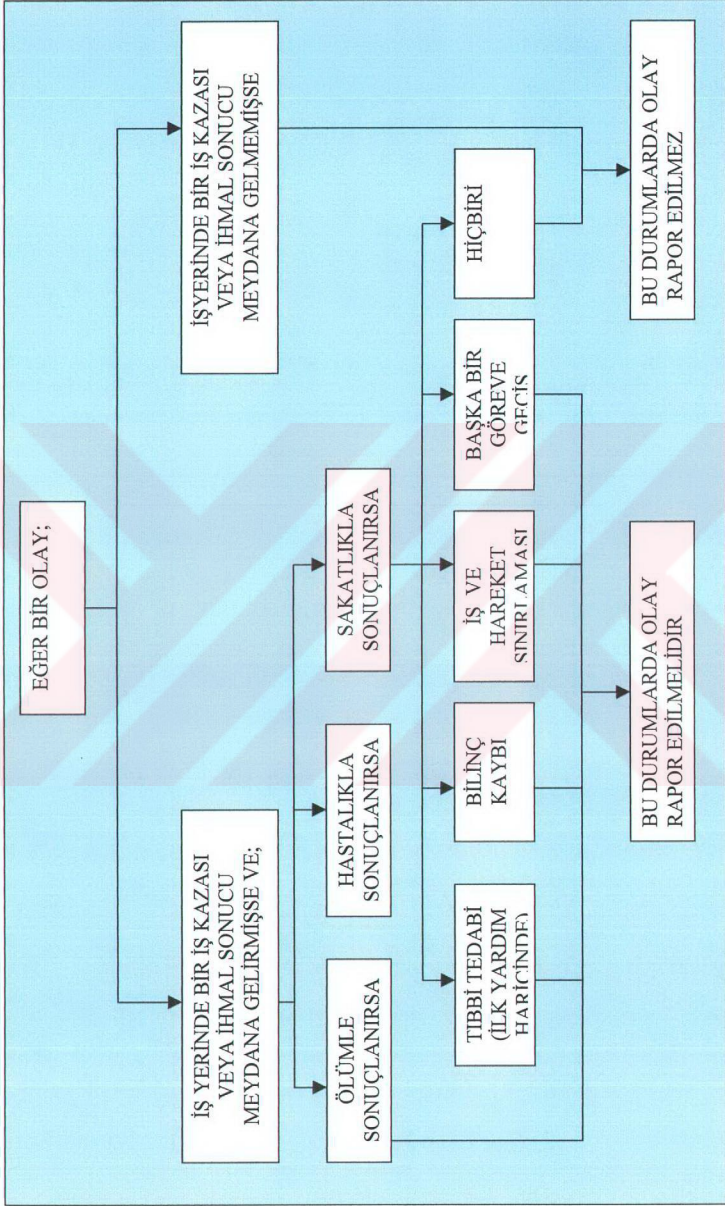 EĞER BİR OLAY;
İŞ YERİNDE BİR İŞ KAZASI
VEYA İHMAL SONUCU
MEYDANA GELİRMİŞSE VE;
İŞYERİNDE BİR İŞ KAZASI
VEYA İHMAL SONUCU
MEYDANA GELMEMİŞSE
ÖLÜMLE
SONUÇLANIRSA
HASTALIKLA
SONUÇLANIRSA
SAKATLIKLA
SONUÇLANIRSA
TIBBİ TEDABİ
(İLK YARDIM
HARİCİNDE)
BİLİNÇ
KAYBI
İŞ VE
HAREKET
SINIRLAMASI
BAŞKA BİR
GÖREVE
GEÇİŞ
HİÇBİRİ
BU DURUMLARDA OLAY
RAPOR EDİLMELİDİR
BU DURUMLARDA OLAY
RAPOR EDİLMEZ